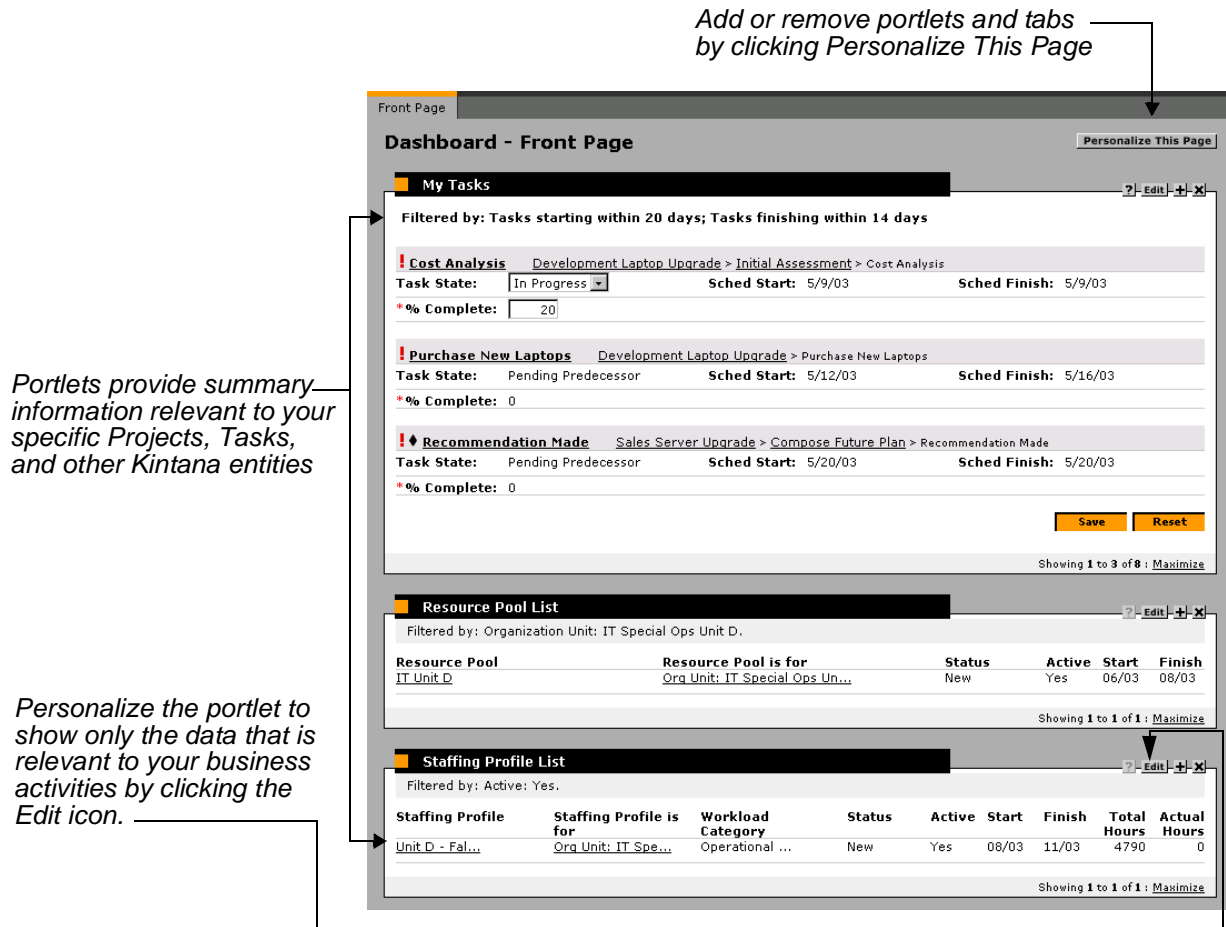 Add or remove portlets and tabs
by clicking Personalize This Page
Front Page
Dashboard - Front Page
Personalize This Page
My Tasks
? Edit + X
Filtered by: Tasks starting within 20 days; Tasks finishing within 14 days
! Cost Analysis Development Laptop Upgrade > Initial Assessment > Cost Analysis
Task State: In Progress Sched Start: 5/9/03 Sched Finish: 5/9/03
*% Complete: 20
! Purchase New Laptops Development Laptop Upgrade > Purchase New Laptops
Task State: Pending Predecessor Sched Start: 5/12/03 Sched Finish: 5/16/03
*% Complete: 0
!♦ Recommendation Made Sales Server Upgrade > Compose Future Plan > Recommendation Made
Task State: Pending Predecessor Sched Start: 5/20/03 Sched Finish: 5/20/03
*% Complete: 0
Save Reset
Showing 1 to 3 of 8 : Maximize
Portlets provide summary
information relevant to your
specific Projects, Tasks,
and other Kintana entities
Resource Pool List
? Edit + X
Filtered by: Organization Unit: IT Special Ops Unit D.
Resource Pool Resource Pool is for Status Active Start Finish
IT Unit D Org Unit: IT Special Ops Un... New Yes 06/03 08/03
Showing 1 to 1 of 1 : Maximize
Personalize the portlet to
show only the data that is
relevant to your business
activities by clicking the
Edit icon.
Staffing Profile List
? Edit + X
Filtered by: Active: Yes.
Staffing Profile Staffing Profile is for Workload Category Status Active Start Finish Total Hours Actual Hours
Unit D - Fal... Org Unit: IT Spe... Operational ... New Yes 08/03 11/03 4790 0
Showing 1 to 1 of 1 : Maximize